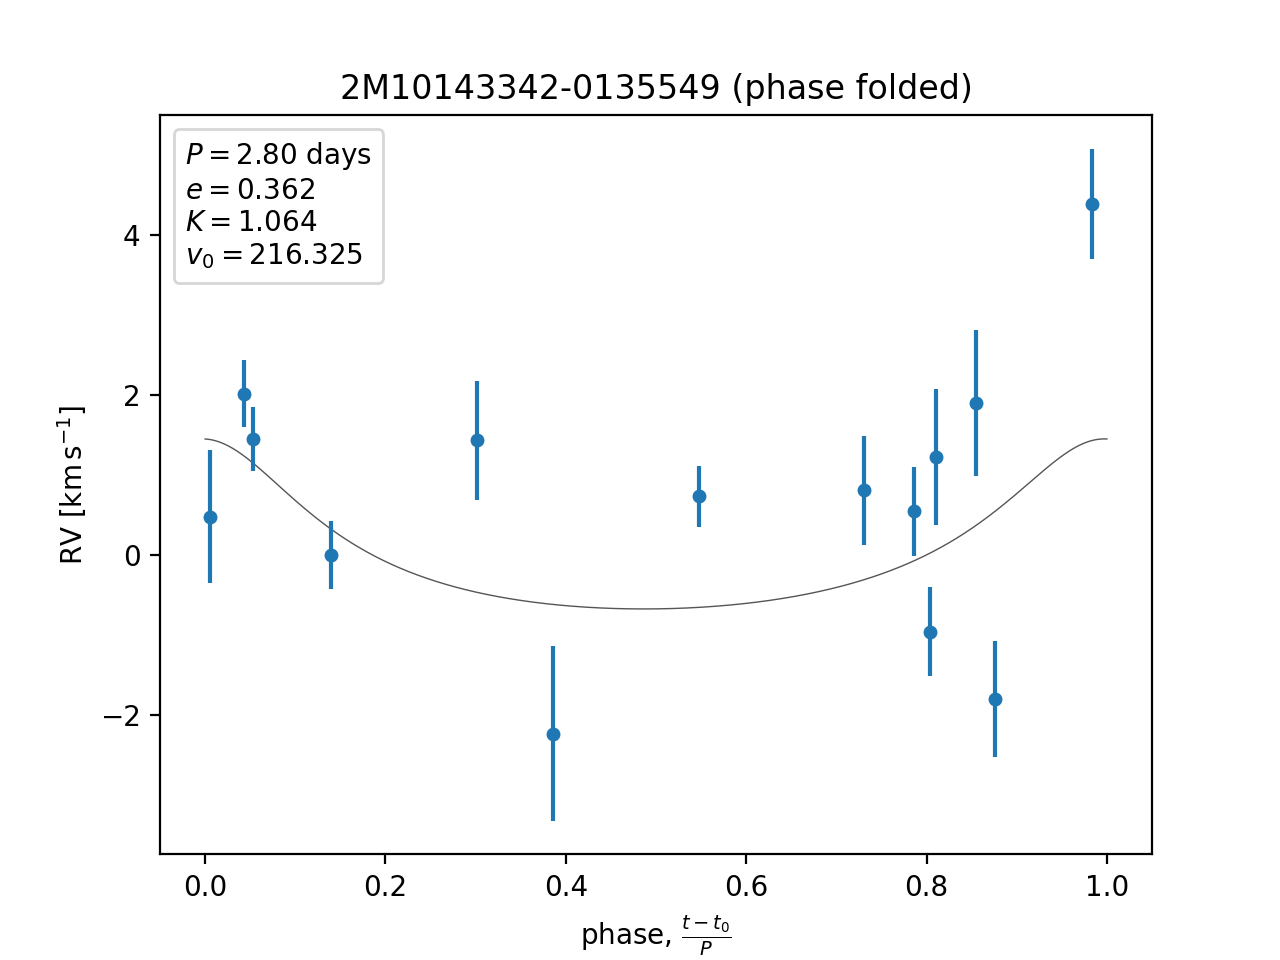 2M10143342-0135549 (phase folded)
P = 2.80 days
e = 0.362
K = 1.064
v₀ = 216.325
RV [km s⁻¹]
4
2
0
−2
0.0 0.2 0.4 0.6 0.8 1.0
phase, (t − t₀)/P